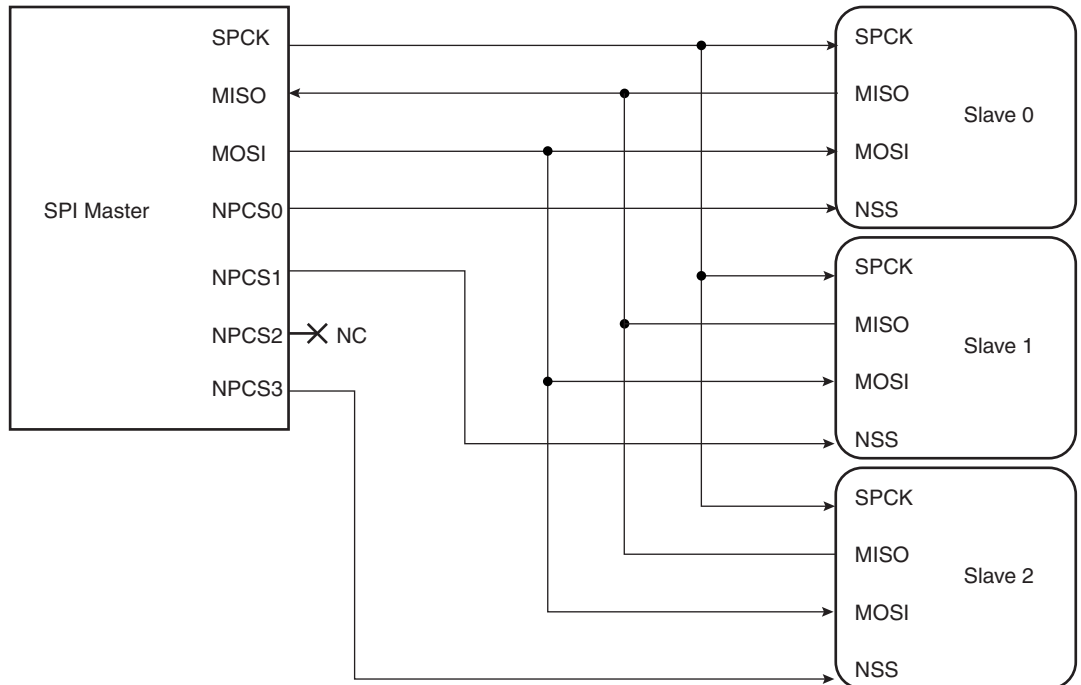 SPI Master
SPCK
MISO
MOSI
NPCS0
NPCS1
NPCS2
NC
NPCS3
SPCK
MISO
Slave 0
MOSI
NSS
SPCK
MISO
Slave 1
MOSI
NSS
SPCK
MISO
Slave 2
MOSI
NSS